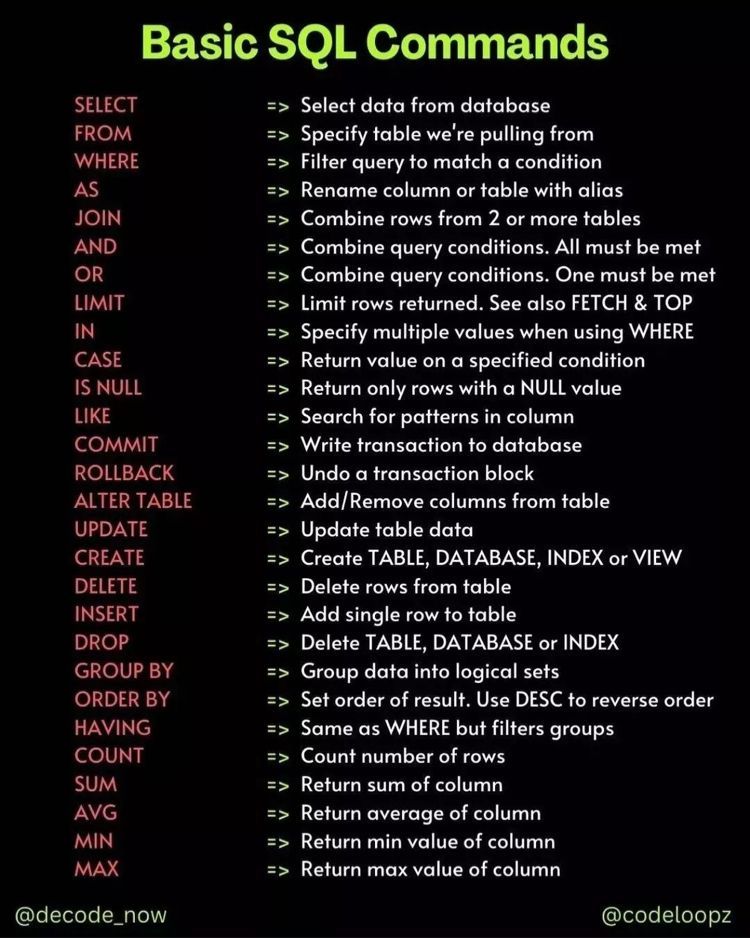 Basic SQL Commands
SELECT => Select data from database
FROM => Specify table we're pulling from
WHERE => Filter query to match a condition
AS => Rename column or table with alias
JOIN => Combine rows from 2 or more tables
AND => Combine query conditions. All must be met
OR => Combine query conditions. One must be met
LIMIT => Limit rows returned. See also FETCH & TOP
IN => Specify multiple values when using WHERE
CASE => Return value on a specified condition
IS NULL => Return only rows with a NULL value
LIKE => Search for patterns in column
COMMIT => Write transaction to database
ROLLBACK => Undo a transaction block
ALTER TABLE => Add/Remove columns from table
UPDATE => Update table data
CREATE => Create TABLE, DATABASE, INDEX or VIEW
DELETE => Delete rows from table
INSERT => Add single row to table
DROP => Delete TABLE, DATABASE or INDEX
GROUP BY => Group data into logical sets
ORDER BY => Set order of result. Use DESC to reverse order
HAVING => Same as WHERE but filters groups
COUNT => Count number of rows
SUM => Return sum of column
AVG => Return average of column
MIN => Return min value of column
MAX => Return max value of column
@decode_now @codeloopz